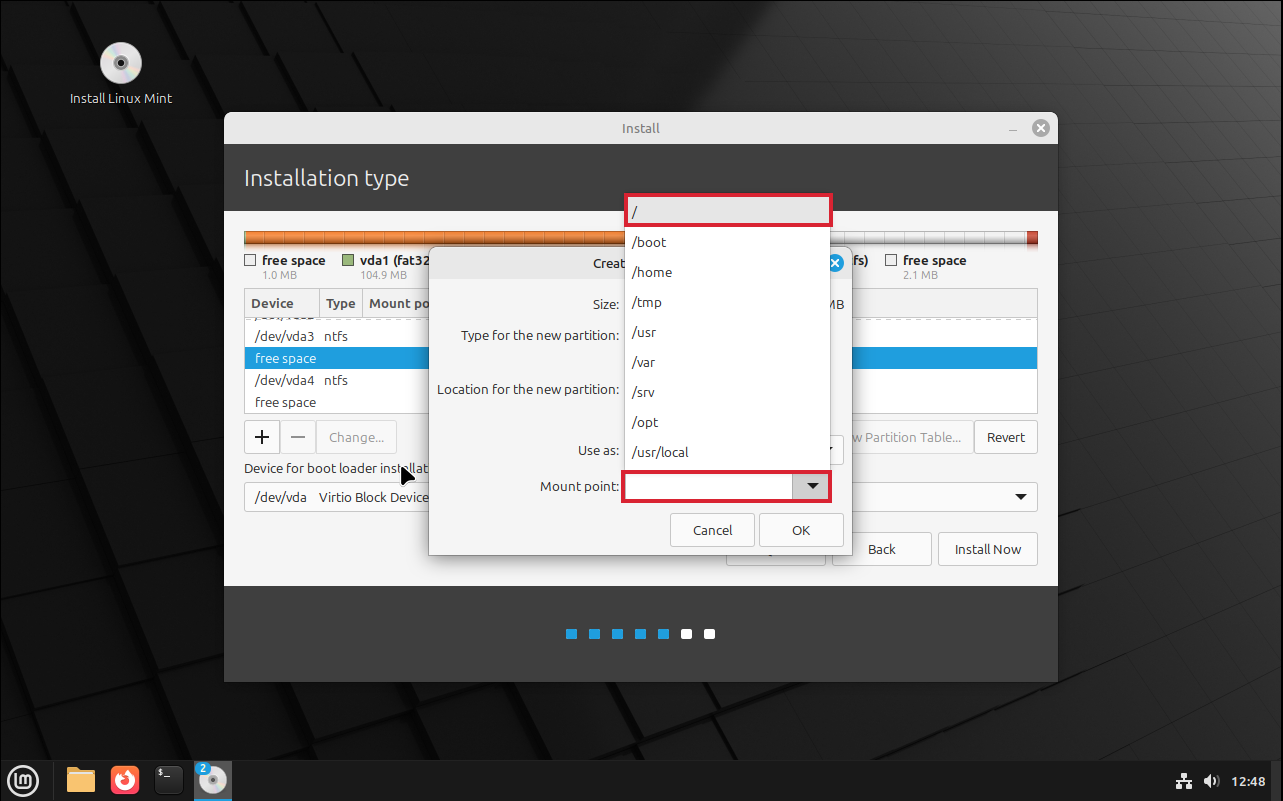 Install Linux Mint
Install
Installation type
/
/boot
/home
/tmp
/usr
/var
/srv
/opt
/usr/local
free space
1.0 MB
vda1 (fat32
104.9 MB
fs)
free space
2.1 MB
Device Type Mount po
/dev/vda3 ntfs
free space
/dev/vda4 ntfs
free space
Creat
Size:
MB
Type for the new partition:
Location for the new partition:
Use as:
Mount point:
Cancel OK
+ − Change...
w Partition Table... Revert
Device for boot loader installat
/dev/vda Virtio Block Device
Back Install Now
2
$_
12:48